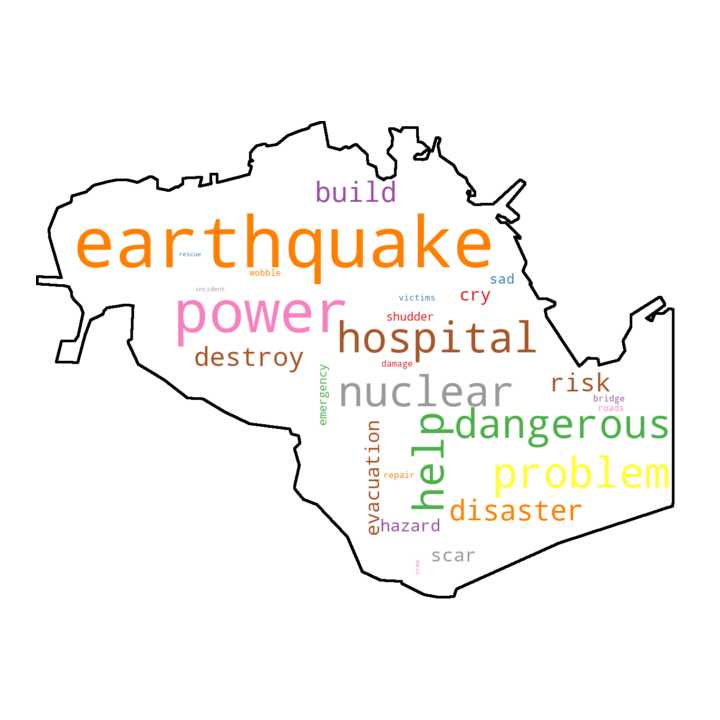 build
earthquake
rescue
wobble
sad
incident
victims
cry
power
shudder
hospital
destroy
damage
nuclear
risk
emergency
bridge
roads
dangerous
help
evacuation
problem
repair
disaster
hazard
scar
crew